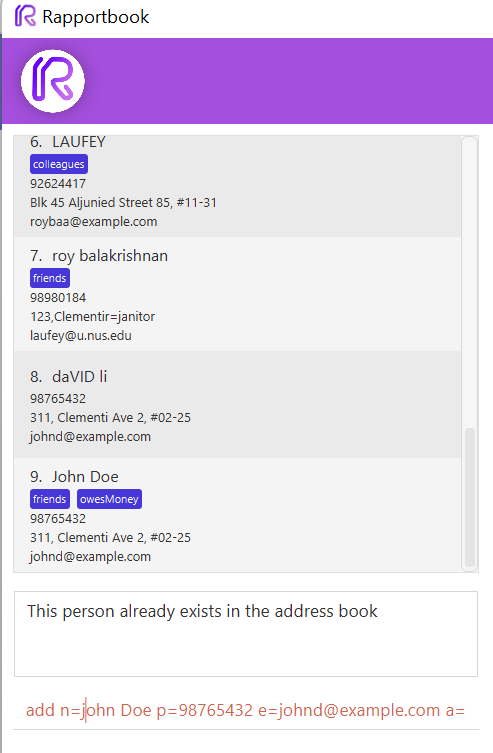 Rapportbook
6. LAUFEY
colleagues
92624417
Blk 45 Aljunied Street 85, #11-31
roybaa@example.com
7. roy balakrishnan
friends
98980184
123,Clementir=janitor
laufey@u.nus.edu
8. daVID li
98765432
311, Clementi Ave 2, #02-25
johnd@example.com
9. John Doe
friends owesMoney
98765432
311, Clementi Ave 2, #02-25
johnd@example.com
This person already exists in the address book
add n=john Doe p=98765432 e=johnd@example.com a=